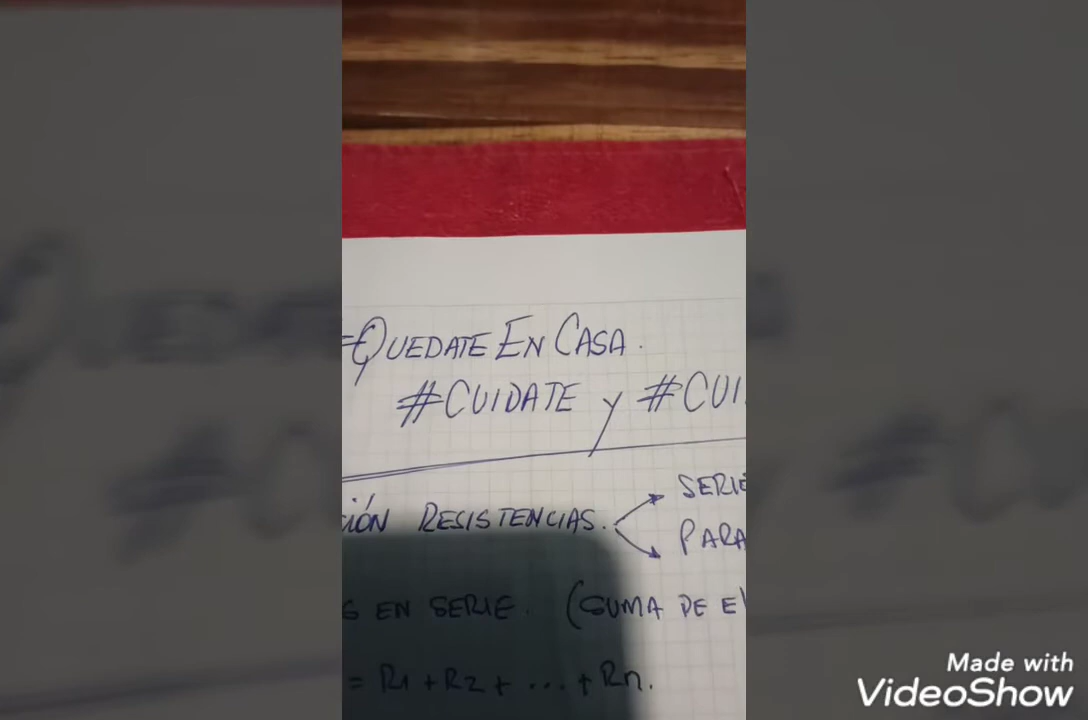 #QUEDATE EN CASA.
#CUIDATE y #CUI
CIÓN RESISTENCIAS. SERIE
PARA
S EN SERIE. (SUMA DE E
= R1 + R2 + ... + Rn.
Made with
VideoShow